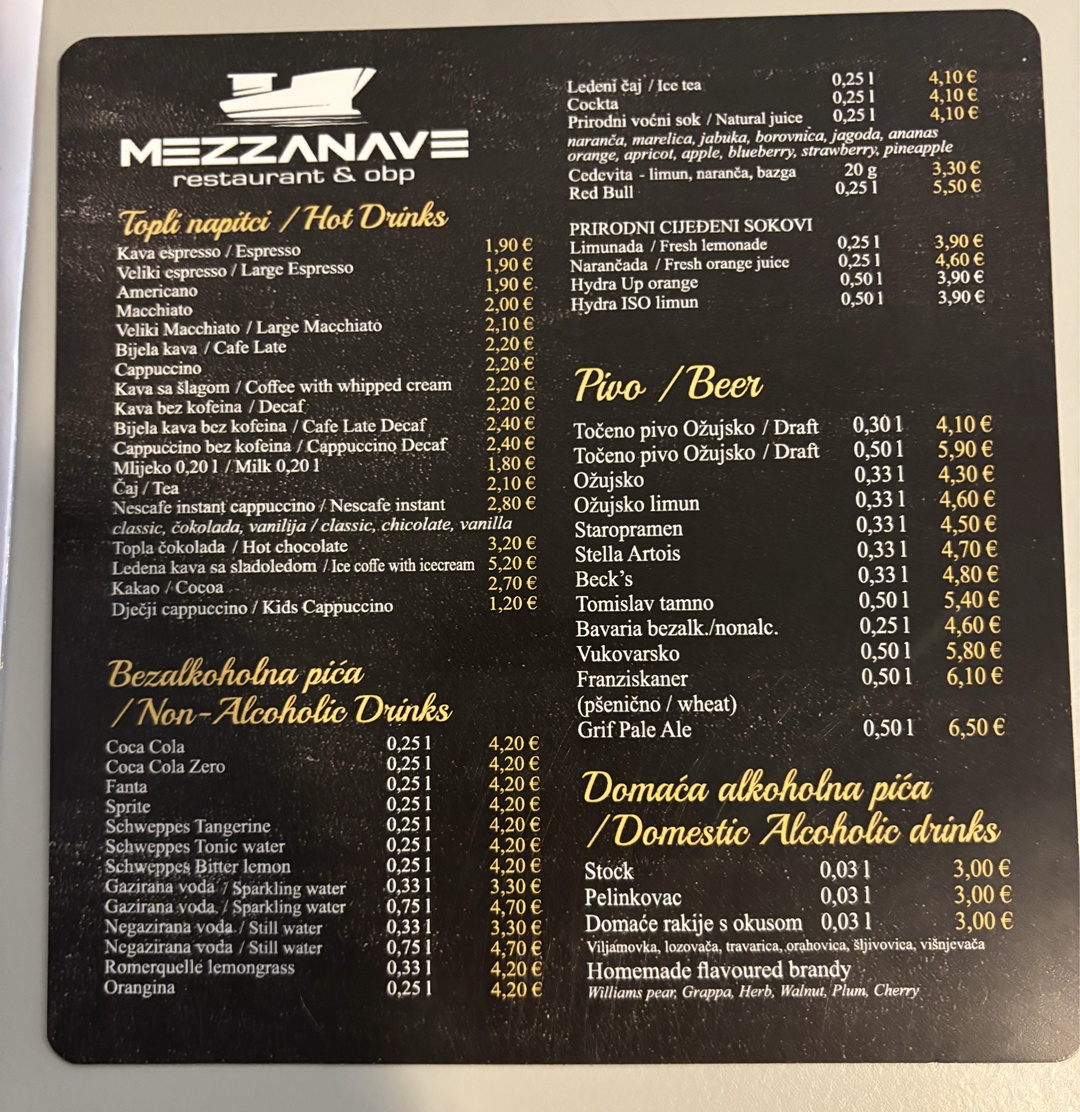 MEZZANAVE
restaurant & obp
Topli napitci / Hot Drinks
Kava espresso / Espresso 1,90 €
Veliki espresso / Large Espresso 1,90 €
Americano 1,90 €
Macchiato 2,00 €
Veliki Macchiato / Large Macchiato 2,10 €
Bijela kava / Cafe Late 2,20 €
Cappuccino 2,20 €
Kava sa šlagom / Coffee with whipped cream 2,20 €
Kava bez kofeina / Decaf 2,20 €
Bijela kava bez kofeina / Cafe Late Decaf 2,40 €
Cappuccino bez kofeina / Cappuccino Decaf 2,40 €
Mlijeko 0,20 l / Milk 0,20 l 1,80 €
Čaj / Tea 2,10 €
Nescafe instant cappuccino / Nescafe instant 2,80 €
classic, čokolada, vanilija / classic, chicolate, vanilla
Topla čokolada / Hot chocolate 3,20 €
Ledena kava sa sladoledom / Ice coffe with icecream 5,20 €
Kakao / Cocoa 2,70 €
Dječji cappuccino / Kids Cappuccino 1,20 €
Bezalkoholna pića
/ Non-Alcoholic Drinks
Coca Cola 0,25 l 4,20 €
Coca Cola Zero 0,25 l 4,20 €
Fanta 0,25 l 4,20 €
Sprite 0,25 l 4,20 €
Schweppes Tangerine 0,25 l 4,20 €
Schweppes Tonic water 0,25 l 4,20 €
Schweppes Bitter lemon 0,25 l 4,20 €
Gazirana voda / Sparkling water 0,33 l 3,30 €
Gazirana voda / Sparkling water 0,75 l 4,70 €
Negazirana voda / Still water 0,33 l 3,30 €
Negazirana voda / Still water 0,75 l 4,70 €
Romerquelle lemongrass 0,33 l 4,20 €
Orangina 0,25 l 4,20 €
Ledeni čaj / Ice tea 0,25 l 4,10 €
Cockta 0,25 l 4,10 €
Prirodni voćni sok / Natural juice 0,25 l 4,10 €
naranča, marelica, jabuka, borovnica, jagoda, ananas
orange, apricot, apple, blueberry, strawberry, pineapple
Cedevita - limun, naranča, bazga 20 g 3,30 €
Red Bull 0,25 l 5,50 €
PRIRODNI CIJEĐENI SOKOVI
Limunada / Fresh lemonade 0,25 l 3,90 €
Narančada / Fresh orange juice 0,25 l 4,60 €
Hydra Up orange 0,50 l 3,90 €
Hydra ISO limun 0,50 l 3,90 €
Pivo / Beer
Točeno pivo Ožujsko / Draft 0,30 l 4,10 €
Točeno pivo Ožujsko / Draft 0,50 l 5,90 €
Ožujsko 0,33 l 4,30 €
Ožujsko limun 0,33 l 4,60 €
Staropramen 0,33 l 4,50 €
Stella Artois 0,33 l 4,70 €
Beck's 0,33 l 4,80 €
Tomislav tamno 0,50 l 5,40 €
Bavaria bezalk./nonalc. 0,25 l 4,60 €
Vukovarsko 0,50 l 5,80 €
Franziskaner 0,50 l 6,10 €
(pšenično / wheat)
Grif Pale Ale 0,50 l 6,50 €
Domaća alkoholna pića
/ Domestic Alcoholic drinks
Stock 0,03 l 3,00 €
Pelinkovac 0,03 l 3,00 €
Domaće rakije s okusom 0,03 l 3,00 €
Viljamovka, lozovača, travarica, orahovica, šljivovica, višnjevača
Homemade flavoured brandy
Williams pear, Grappa, Herb, Walnut, Plum, Cherry